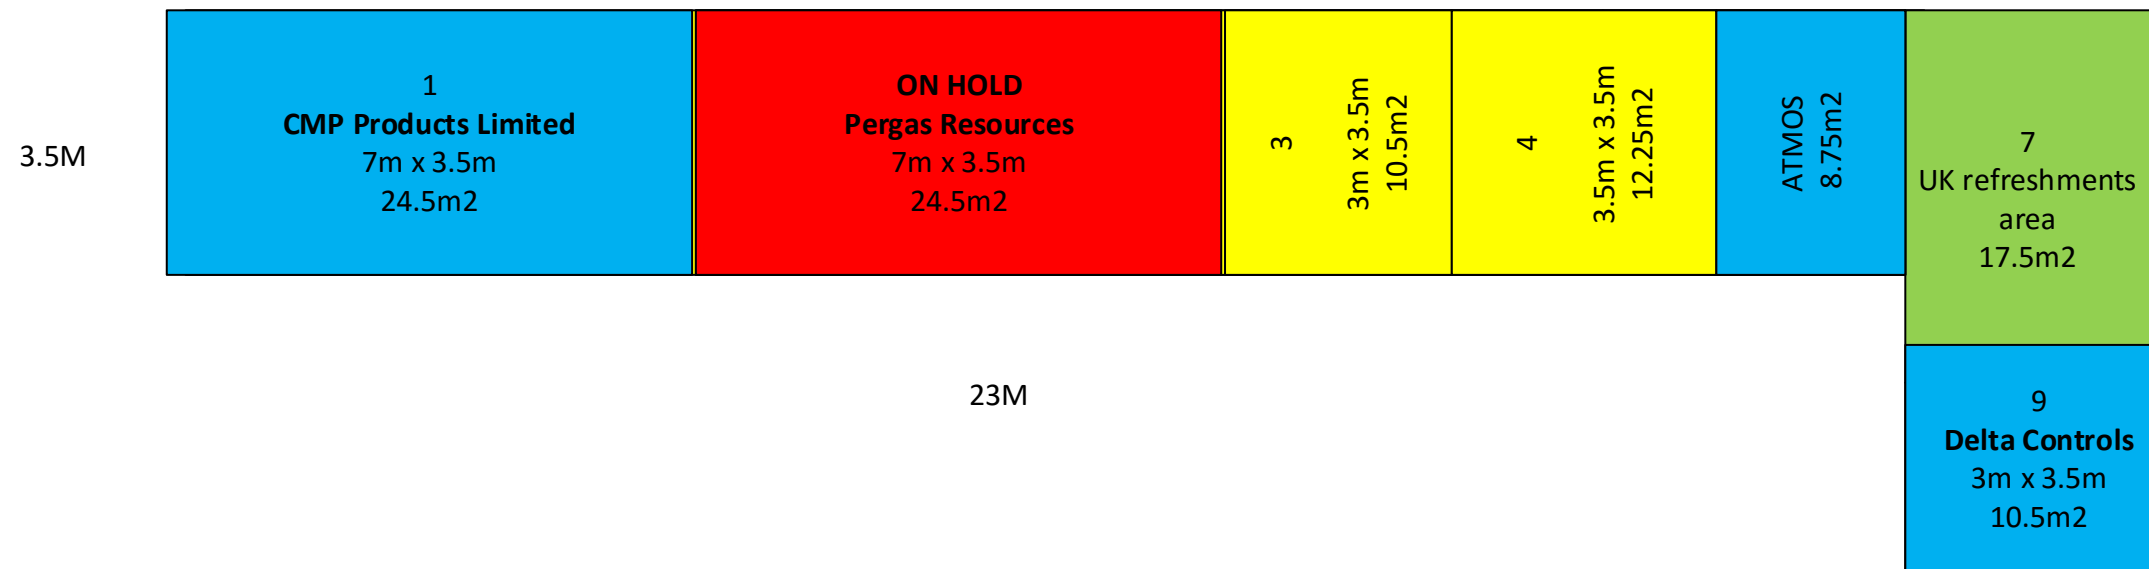 3.5M
1
CMP Products Limited
7m x 3.5m
24.5m2
ON HOLD
Pergas Resources
7m x 3.5m
24.5m2
3
3m x 3.5m
10.5m2
4
3.5m x 3.5m
12.25m2
ATMOS
8.75m2
7
UK refreshments
area
17.5m2
23M
9
Delta Controls
3m x 3.5m
10.5m2